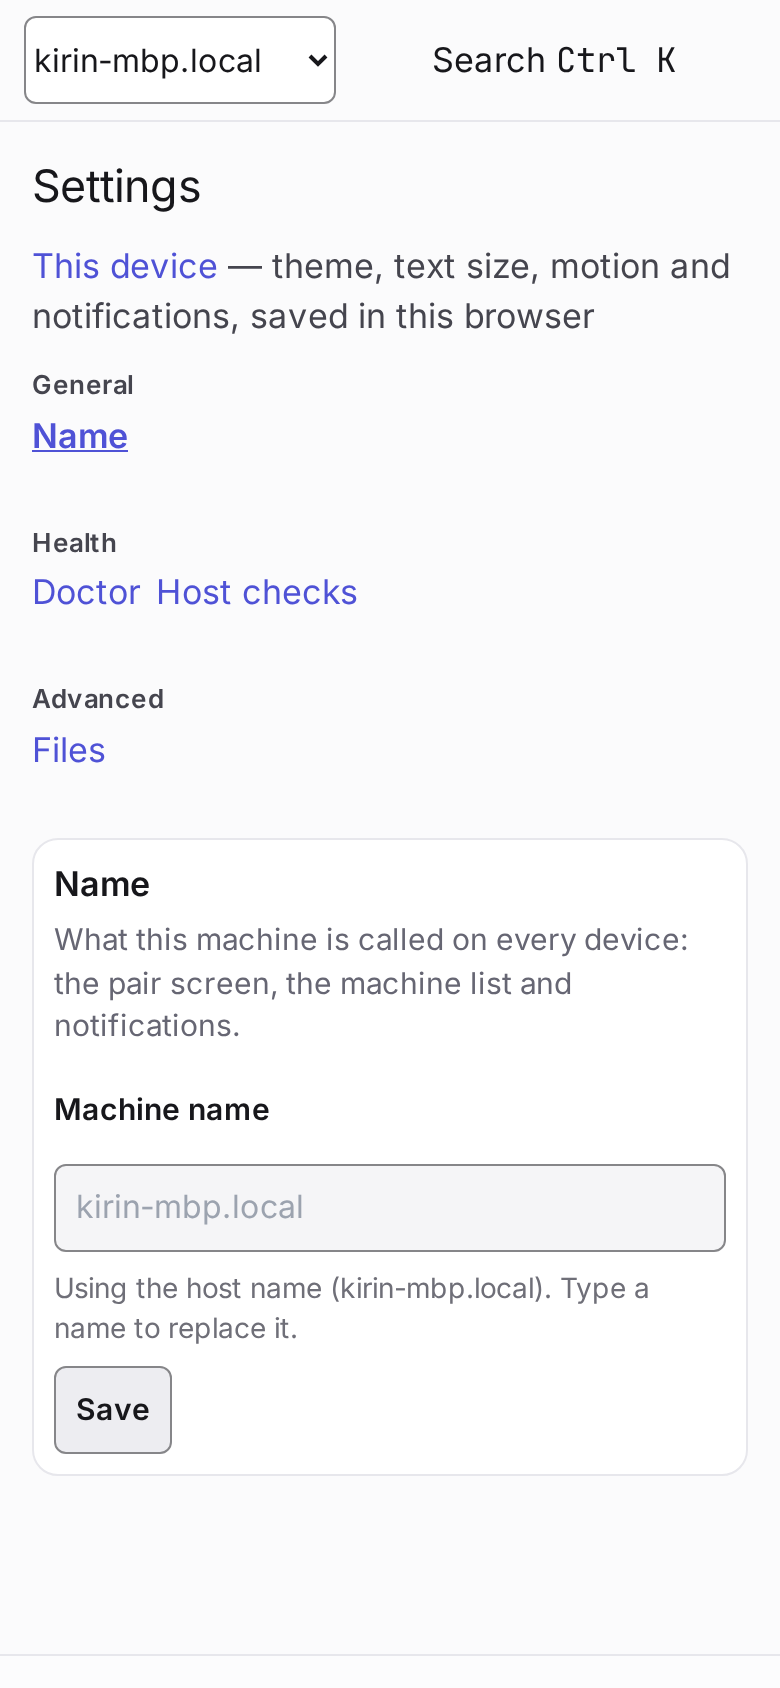 kirin-mbp.local
Search Ctrl K
Settings
This device — theme, text size, motion and
notifications, saved in this browser
General
Name
Health
Doctor Host checks
Advanced
Files
Name
What this machine is called on every device:
the pair screen, the machine list and
notifications.
Machine name
kirin-mbp.local
Using the host name (kirin-mbp.local). Type a
name to replace it.
Save